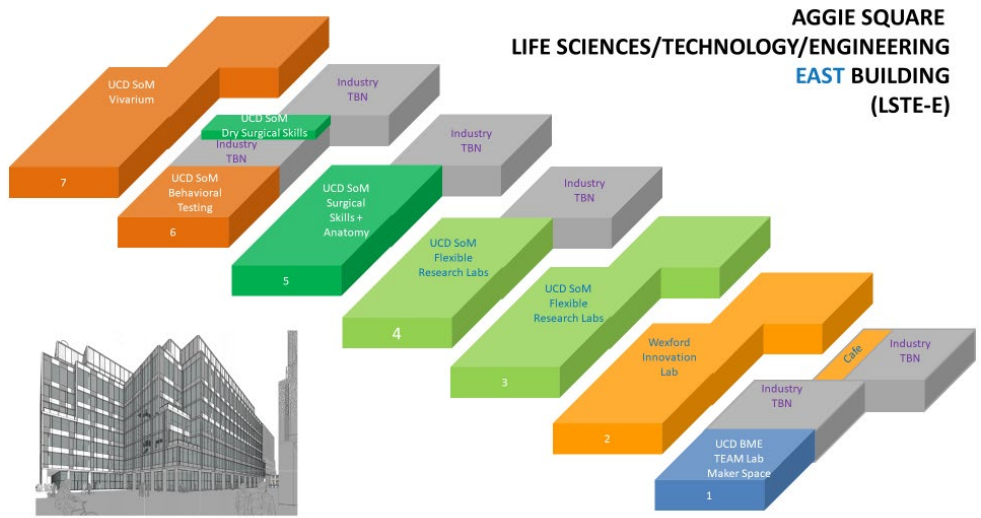 AGGIE SQUARE
LIFE SCIENCES/TECHNOLOGY/ENGINEERING
EAST BUILDING
(LSTE-E)
UCD SoM
Vivarium
7
Industry
TBN
UCD SoM
Dry Surgical Skills
Industry
TBN
UCD SoM
Behavioral
Testing
6
Industry
TBN
UCD SoM
Surgical
Skills +
Anatomy
5
Industry
TBN
UCD SoM
Flexible
Research Labs
4
UCD SoM
Flexible
Research Labs
3
Wexford
Innovation
Lab
2
Cafe
Industry
TBN
Industry
TBN
UCD BME
TEAM Lab
Maker Space
1